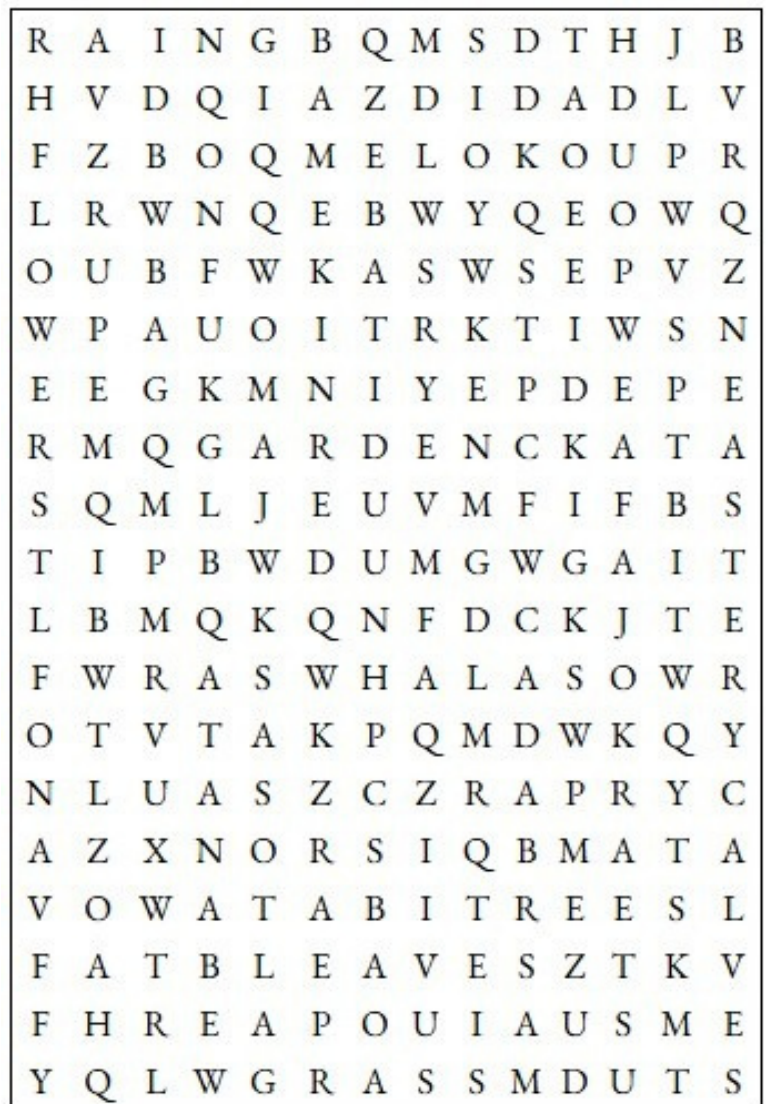 R A I N G B Q M S D T H J B
H V D Q I A Z D I D A D L V
F Z B O Q M E L O K O U P R
L R W N Q E B W Y Q E O W Q
O U B F W K A S W S E P V Z
W P A U O I T R K T I W S N
E E G K M N I Y E P D E P E
R M Q G A R D E N C K A T A
S Q M L J E U V M F I F B S
T I P B W D U M G W G A I T
L B M Q K Q N F D C K J T E
F W R A S W H A L A S O W R
O T V T A K P Q M D W K Q Y
N L U A S Z C Z R A P R Y C
A Z X N O R S I Q B M A T A
V O W A T A B I T R E E S L
F A T B L E A V E S Z T K V
F H R E A P O U I A U S M E
Y Q L W G R A S S M D U T S